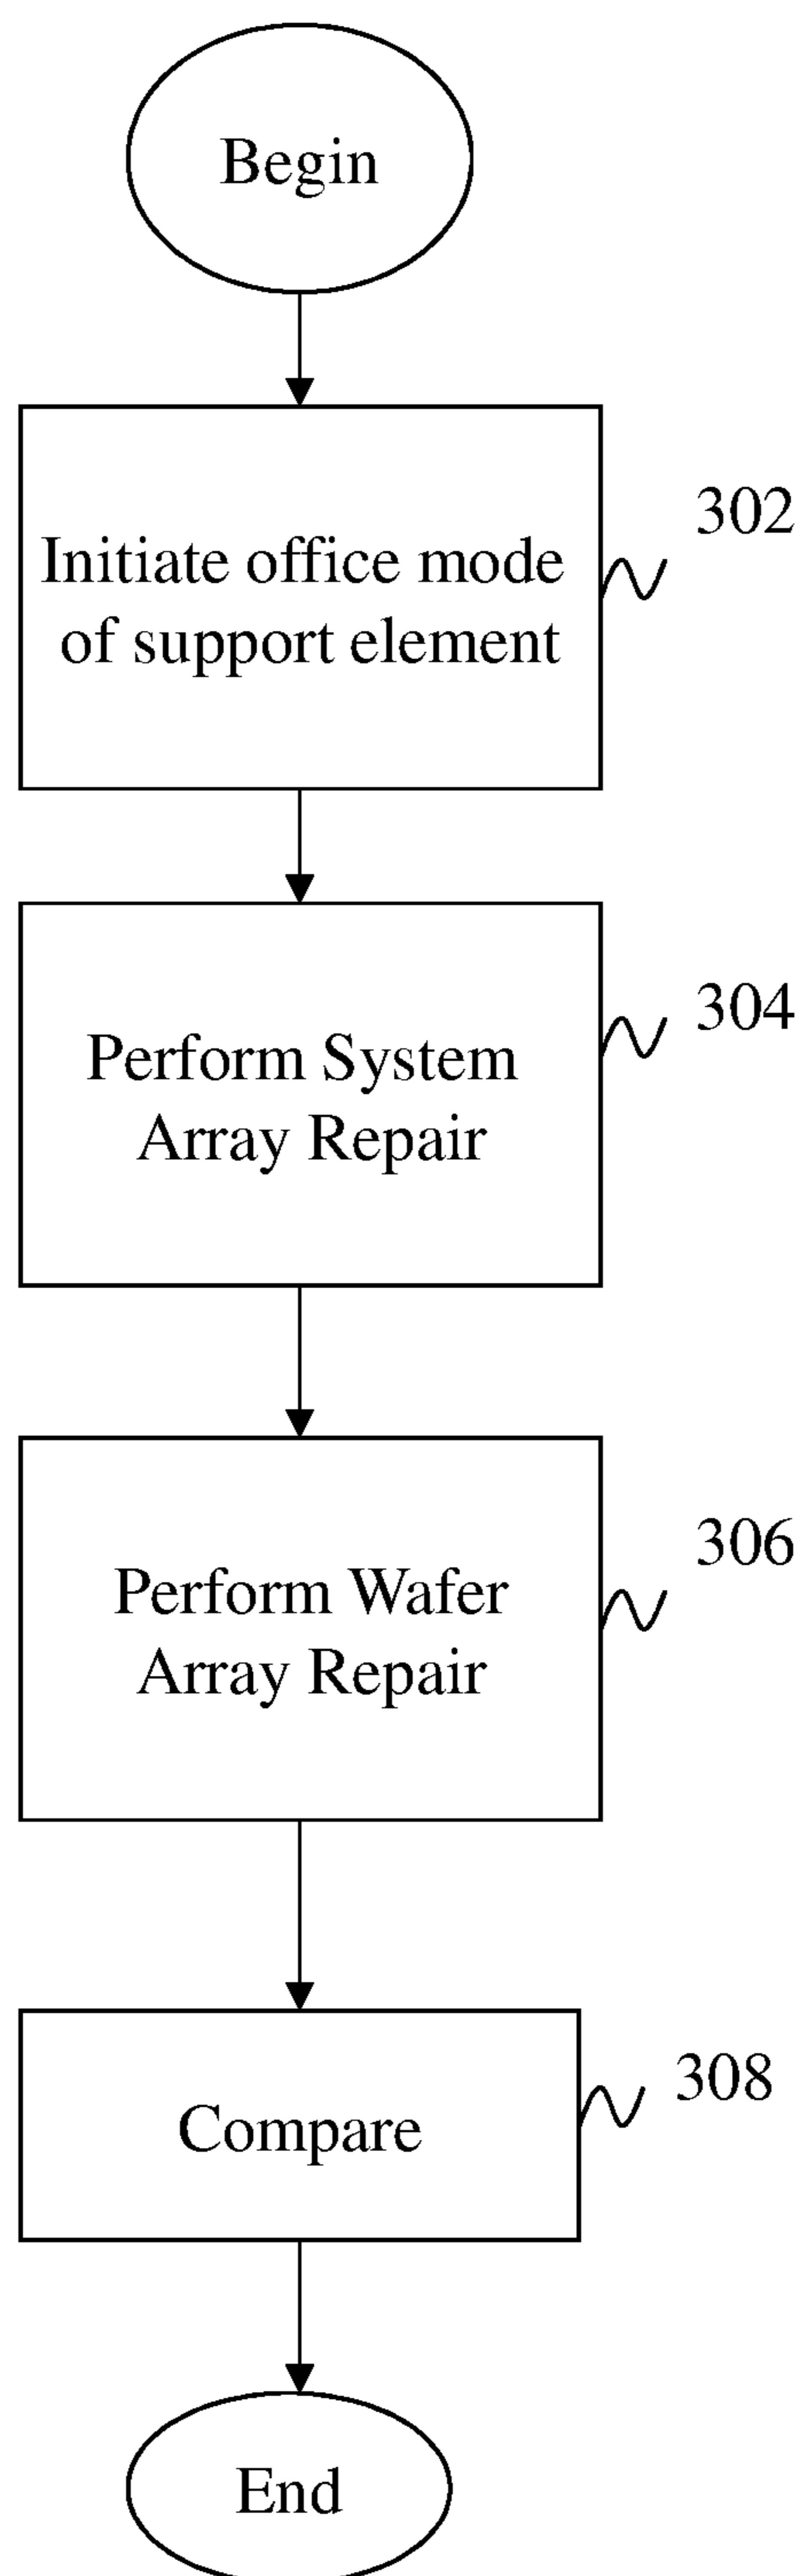 Begin
302
Initiate office mode
of support element
304
Perform System
Array Repair
306
Perform Wafer
Array Repair
308
Compare
End